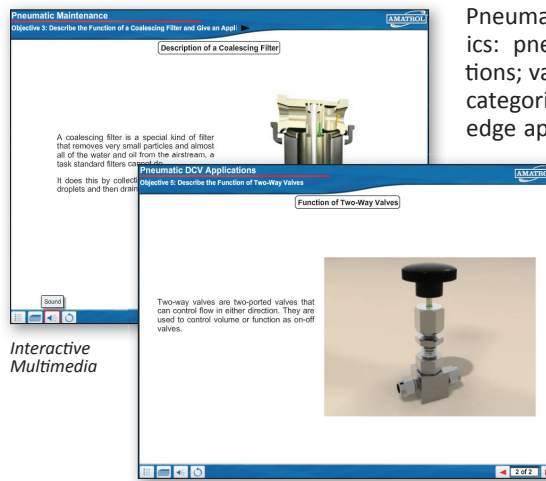 Pneumatic Maintenance
AMATROL
Objective 3: Describe the Function of a Coalescing Filter and Give an Appl
Description of a Coalescing Filter
A coalescing filter is a special kind of filter
that removes very small particles and almost
all of the water and oil from the airstream, a
task standard filters cannot do.
It does this by collecti
droplets and then drain
Sound
Pneumatic DCV Applications
AMATRO
Objective 5: Describe the Function of Two-Way Valves
Function of Two-Way Valves
Two-way valves are two-ported valves that
can control flow in either direction. They are
used to control volume or function as on-off
valves.
2 of 2
Interactive
Multimedia
Pneuma
ics: pne
tions; va
categori
edge ap